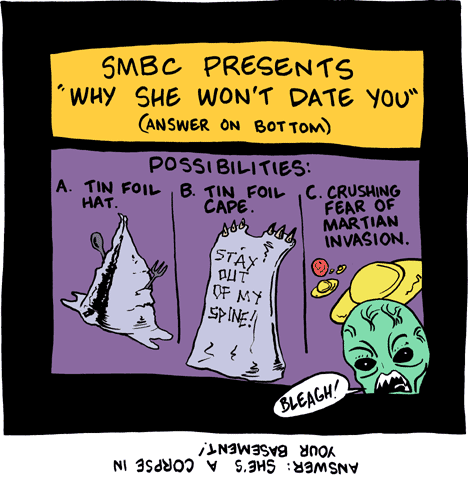 SMBC PRESENTS
"WHY SHE WON'T DATE YOU"
(ANSWER ON BOTTOM)
POSSIBILITIES:
A. TIN FOIL
HAT.
B. TIN FOIL
CAPE.
STAY
OUT
OF MY
SPINE!
C. CRUSHING
FEAR OF
MARTIAN
INVASION.
BLEAGH!
ANSWER: SHE'S A CORPSE IN
YOUR BASEMENT!